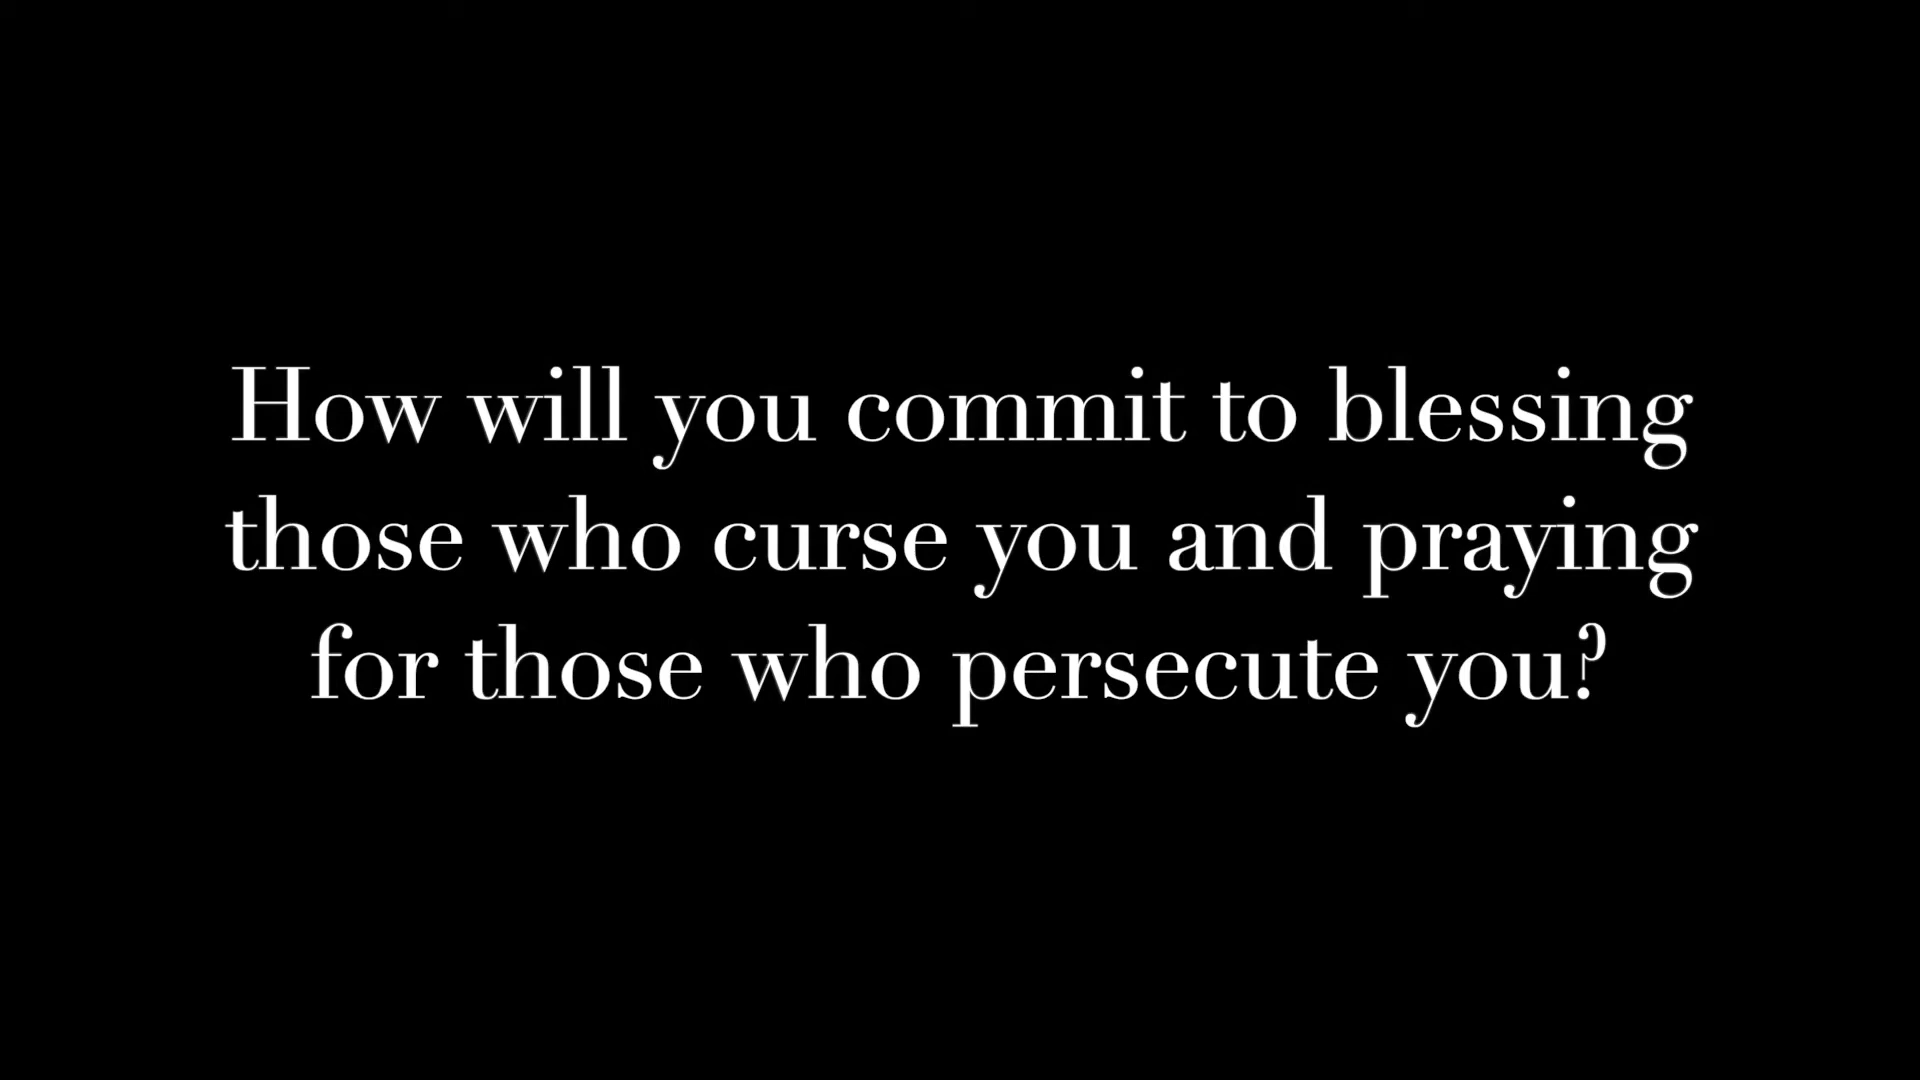 How will you commit to blessing
those who curse you and praying
for those who persecute you?